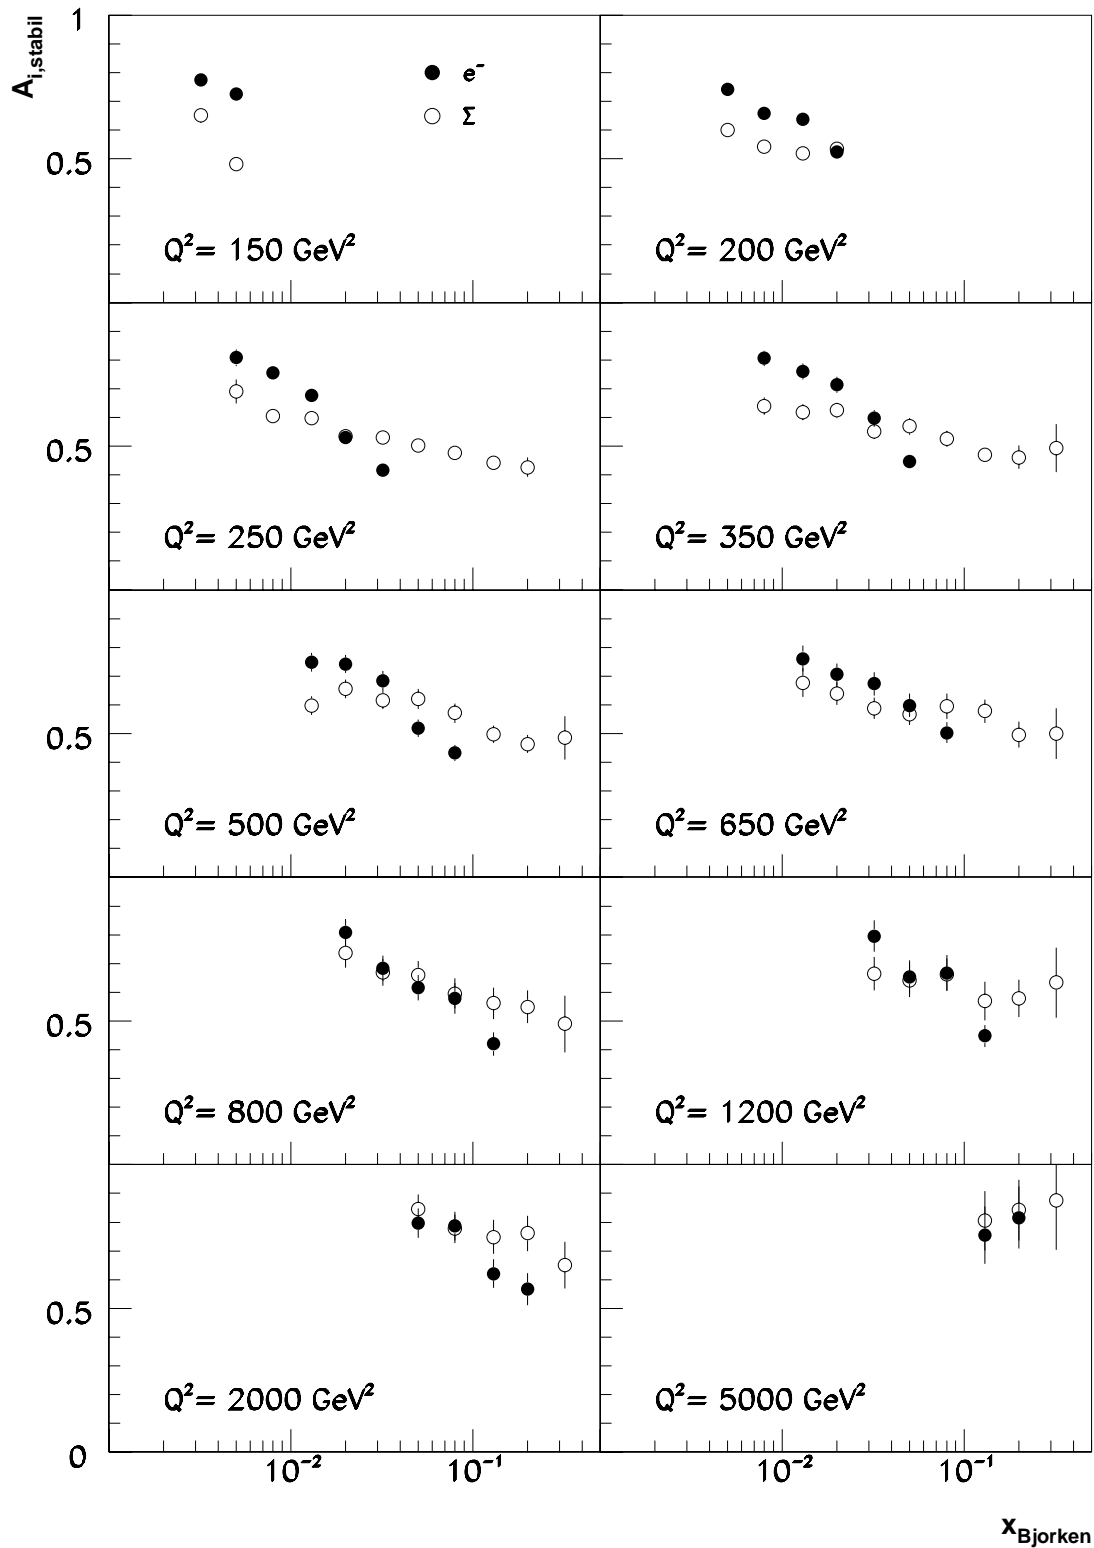 A_{i,stabil}
1
e⁻
Σ
0.5
Q²= 150 GeV²
Q²= 200 GeV²
0.5
Q²= 250 GeV²
Q²= 350 GeV²
0.5
Q²= 500 GeV²
Q²= 650 GeV²
0.5
Q²= 800 GeV²
Q²= 1200 GeV²
0.5
Q²= 2000 GeV²
Q²= 5000 GeV²
0
10⁻² 10⁻¹ 10⁻² 10⁻¹
x_{Bjorken}